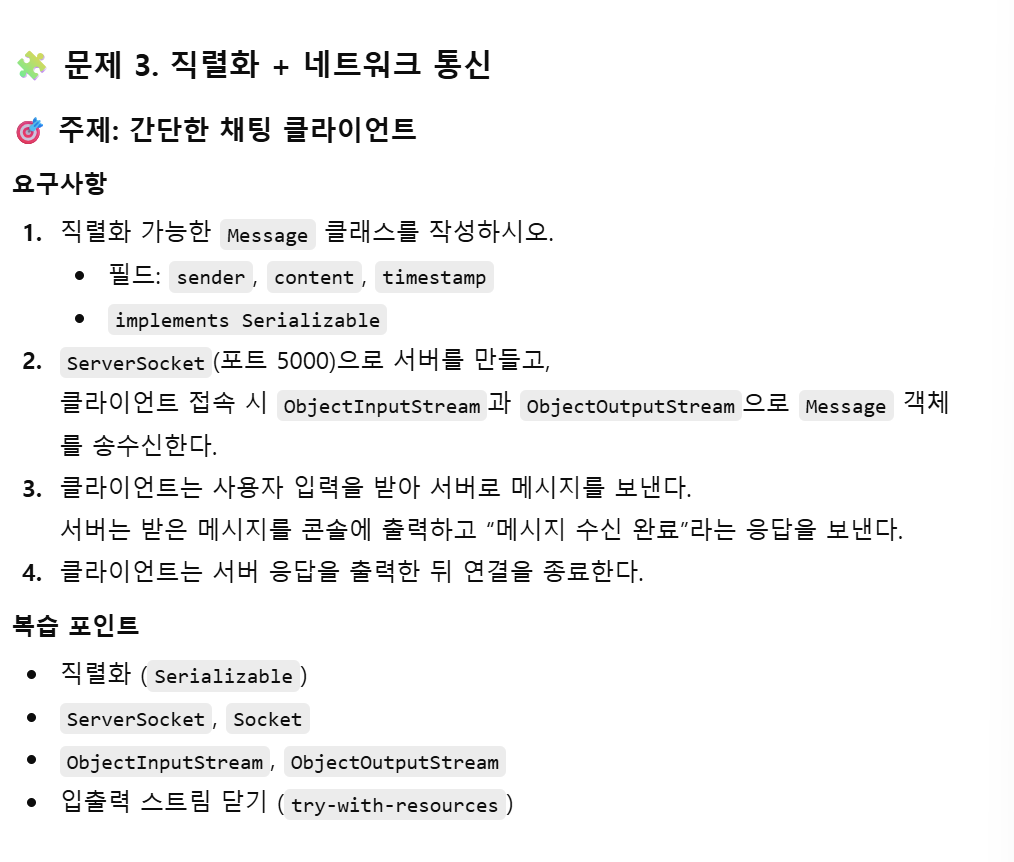 🧩 문제 3. 직렬화 + 네트워크 통신
🎯 주제: 간단한 채팅 클라이언트
요구사항
1. 직렬화 가능한 Message 클래스를 작성하시오.
• 필드: sender, content, timestamp
• implements Serializable
2. ServerSocket(포트 5000)으로 서버를 만들고,
클라이언트 접속 시 ObjectInputStream과 ObjectOutputStream으로 Message 객체
를 송수신한다.
3. 클라이언트는 사용자 입력을 받아 서버로 메시지를 보낸다.
서버는 받은 메시지를 콘솔에 출력하고 “메시지 수신 완료”라는 응답을 보낸다.
4. 클라이언트는 서버 응답을 출력한 뒤 연결을 종료한다.
복습 포인트
• 직렬화 (Serializable)
• ServerSocket, Socket
• ObjectInputStream, ObjectOutputStream
• 입출력 스트림 닫기 (try-with-resources)